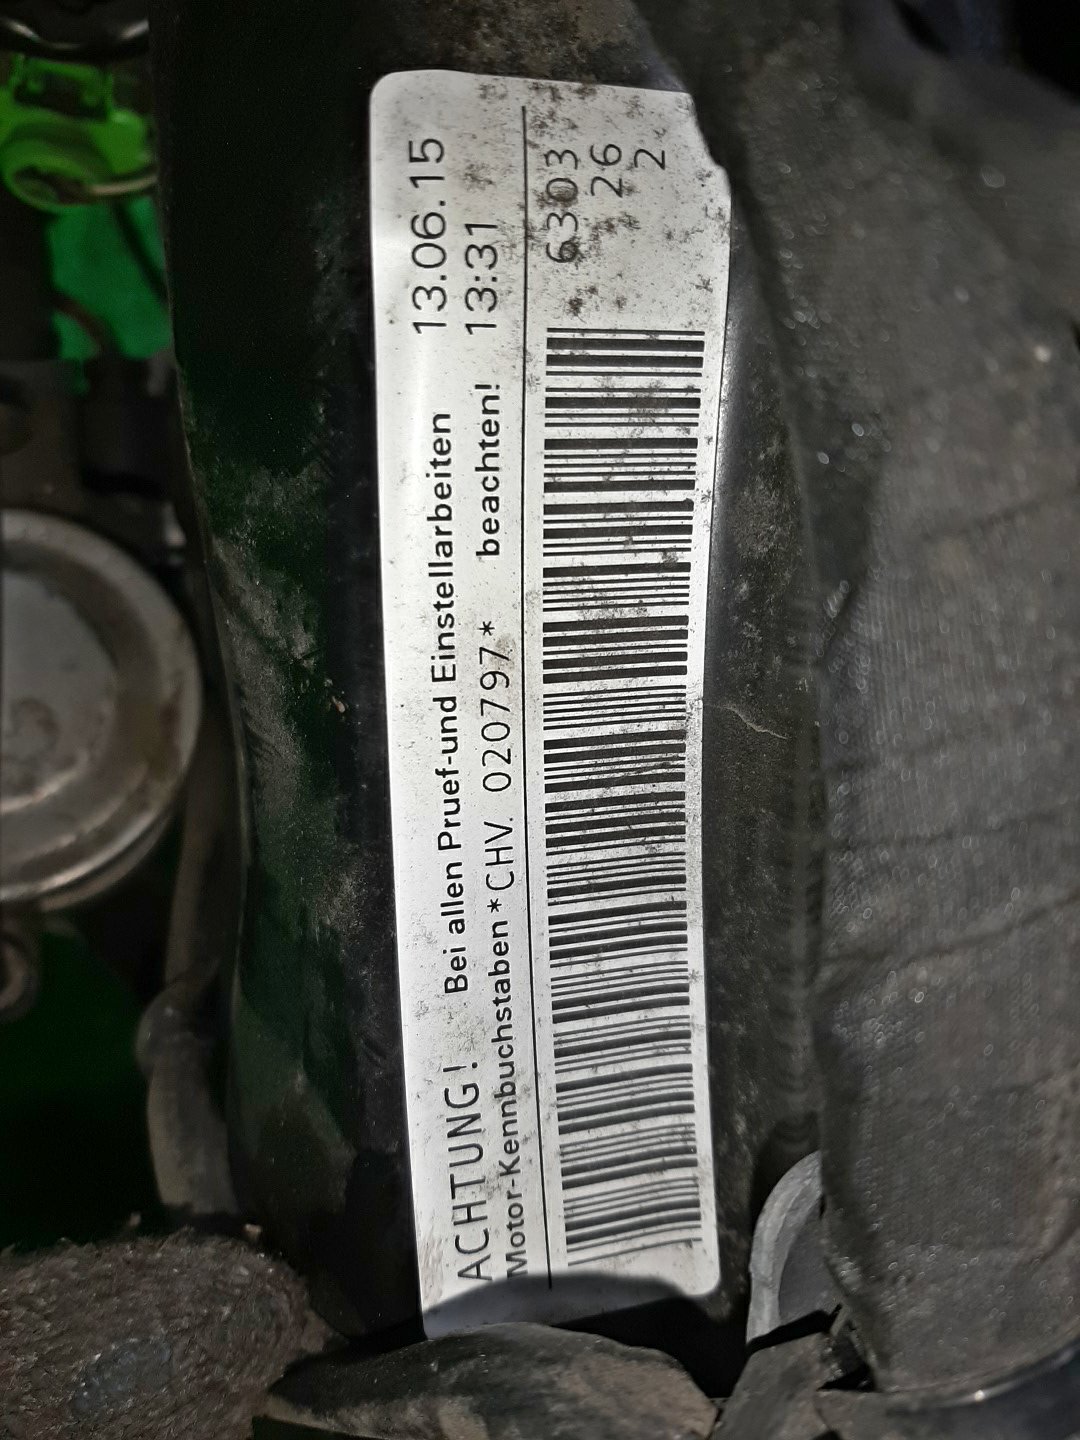 ACHTUNG! Bei allen Pruef-und Einstellarbeiten 13.06.15
Motor-Kennbuchstaben*CHV. 020797* beachten! 13:31
6303
26
2